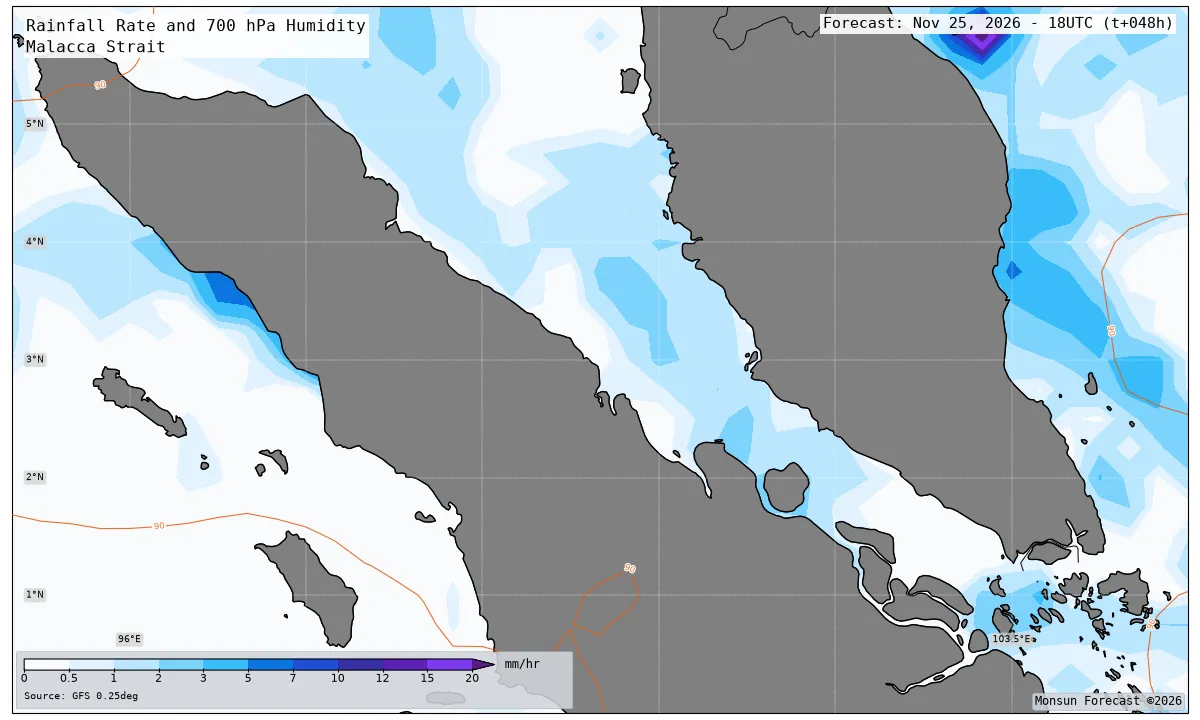 Rainfall Rate and 700 hPa Humidity
Malacca Strait
Forecast: Nov 25, 2026 - 18UTC (t+048h)
90
5°N
4°N
90
3°N
2°N
90
90
1°N
90
96°E
103.5°E
0 0.5 1 2 3 5 7 10 12 15 20 mm/hr
Source: GFS 0.25deg
Monsun Forecast ©2026